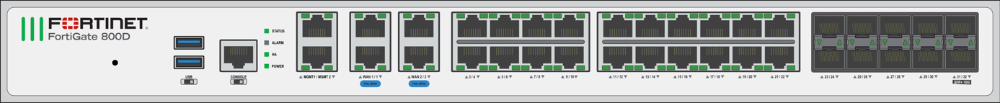 FORTINET
FortiGate 800D
STATUS
ALARM
HA
POWER
USB
CONSOLE
▲ MGMT1 / MGMT 2 ▼
▲ WAN 1 / 1 ▼
FAIL OPEN
▲ WAN 2 / 2 ▼
FAIL OPEN
▲ 3 / 4 ▼
▲ 5 / 6 ▼
▲ 7 / 8 ▼
▲ 9 / 10 ▼
▲ 11 / 12 ▼
▲ 13 / 14 ▼
▲ 15 / 16 ▼
▲ 17 / 18 ▼
▲ 19 / 20 ▼
▲ 21 / 22 ▼
▲ 23 / 24 ▼
▲ 25 / 26 ▼
▲ 27 / 28 ▼
▲ 29 / 30 ▼
▲ 31 / 32 ▼
SFP+ 10G